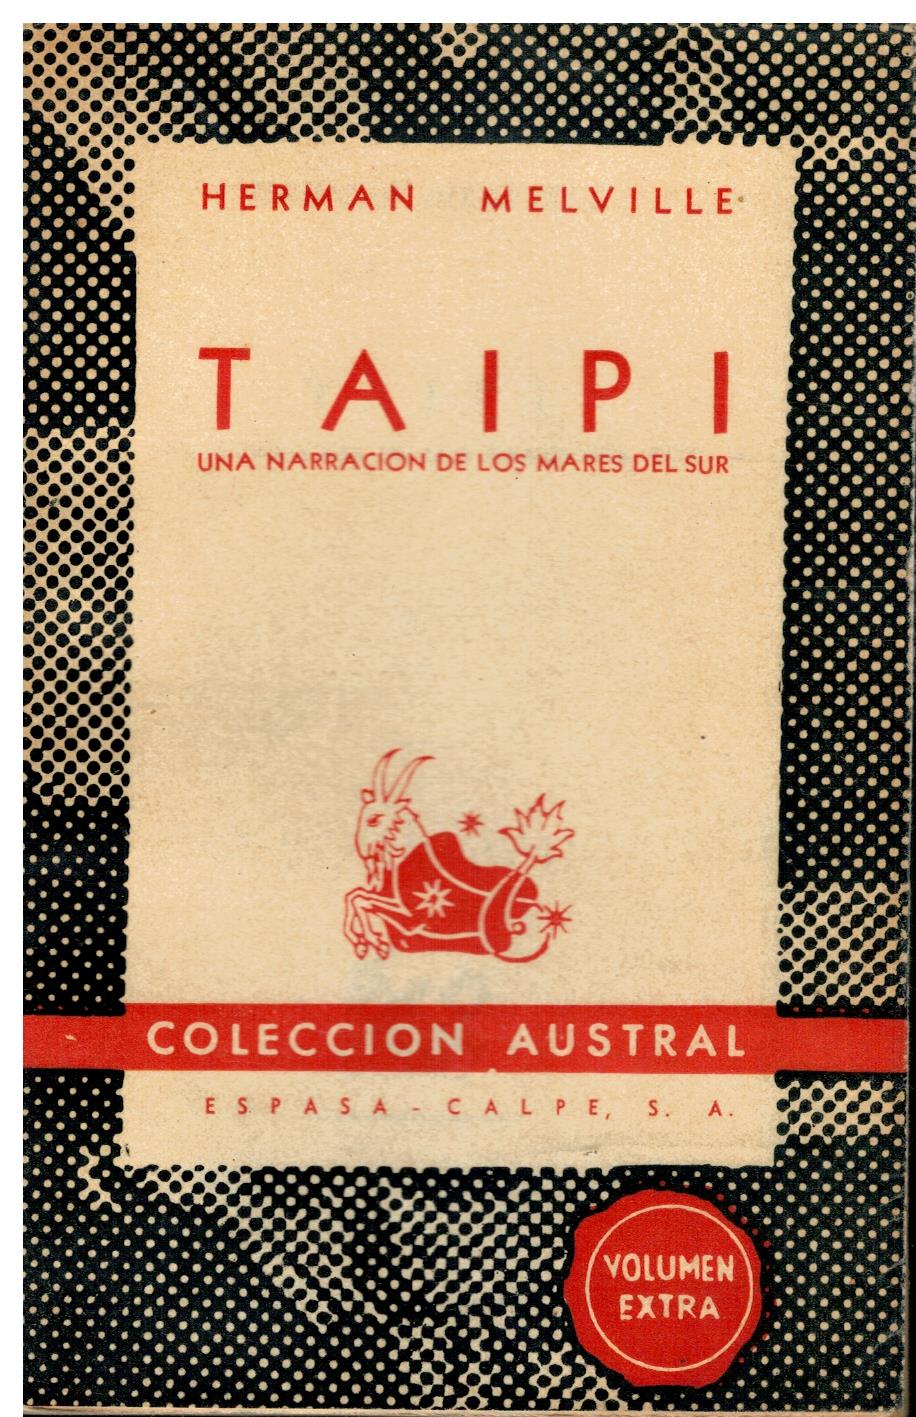 HERMAN MELVILLE
TAIPI
UNA NARRACION DE LOS MARES DEL SUR
COLECCION AUSTRAL
ESPASA-CALPE, S. A.
VOLUMEN
EXTRA